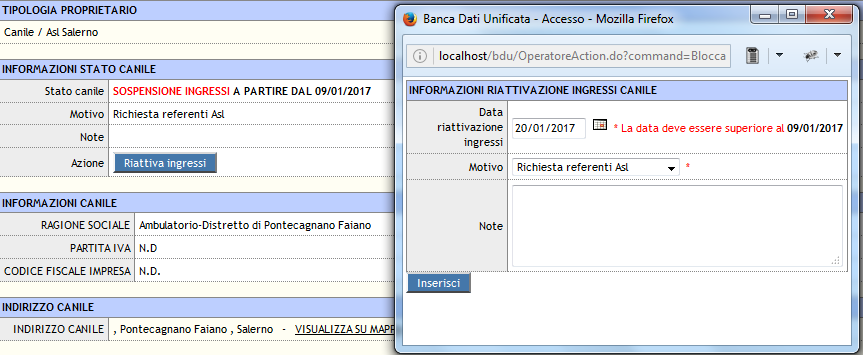 TIPOLOGIA PROPRIETARIO
Canile / Asl Salerno
INFORMAZIONI STATO CANILE
Stato canile SOSPENSIONE INGRESSI A PARTIRE DAL 09/01/2017
Motivo Richiesta referenti Asl
Note
Azione Riattiva ingressi
INFORMAZIONI CANILE
RAGIONE SOCIALE Ambulatorio-Distretto di Pontecagnano Faiano
PARTITA IVA N.D
CODICE FISCALE IMPRESA N.D.
INDIRIZZO CANILE
INDIRIZZO CANILE , Pontecagnano Faiano , Salerno - VISUALIZZA SU
Banca Dati Unificata - Accesso - Mozilla Firefox
localhost/bdu/OperatoreAction.do?command=Blocca
INFORMAZIONI RIATTIVAZIONE INGRESSI CANILE
Data
riattivazione
ingressi
20/01/2017 * La data deve essere superiore al 09/01/2017
Motivo Richiesta referenti Asl *
Note
Inserisci